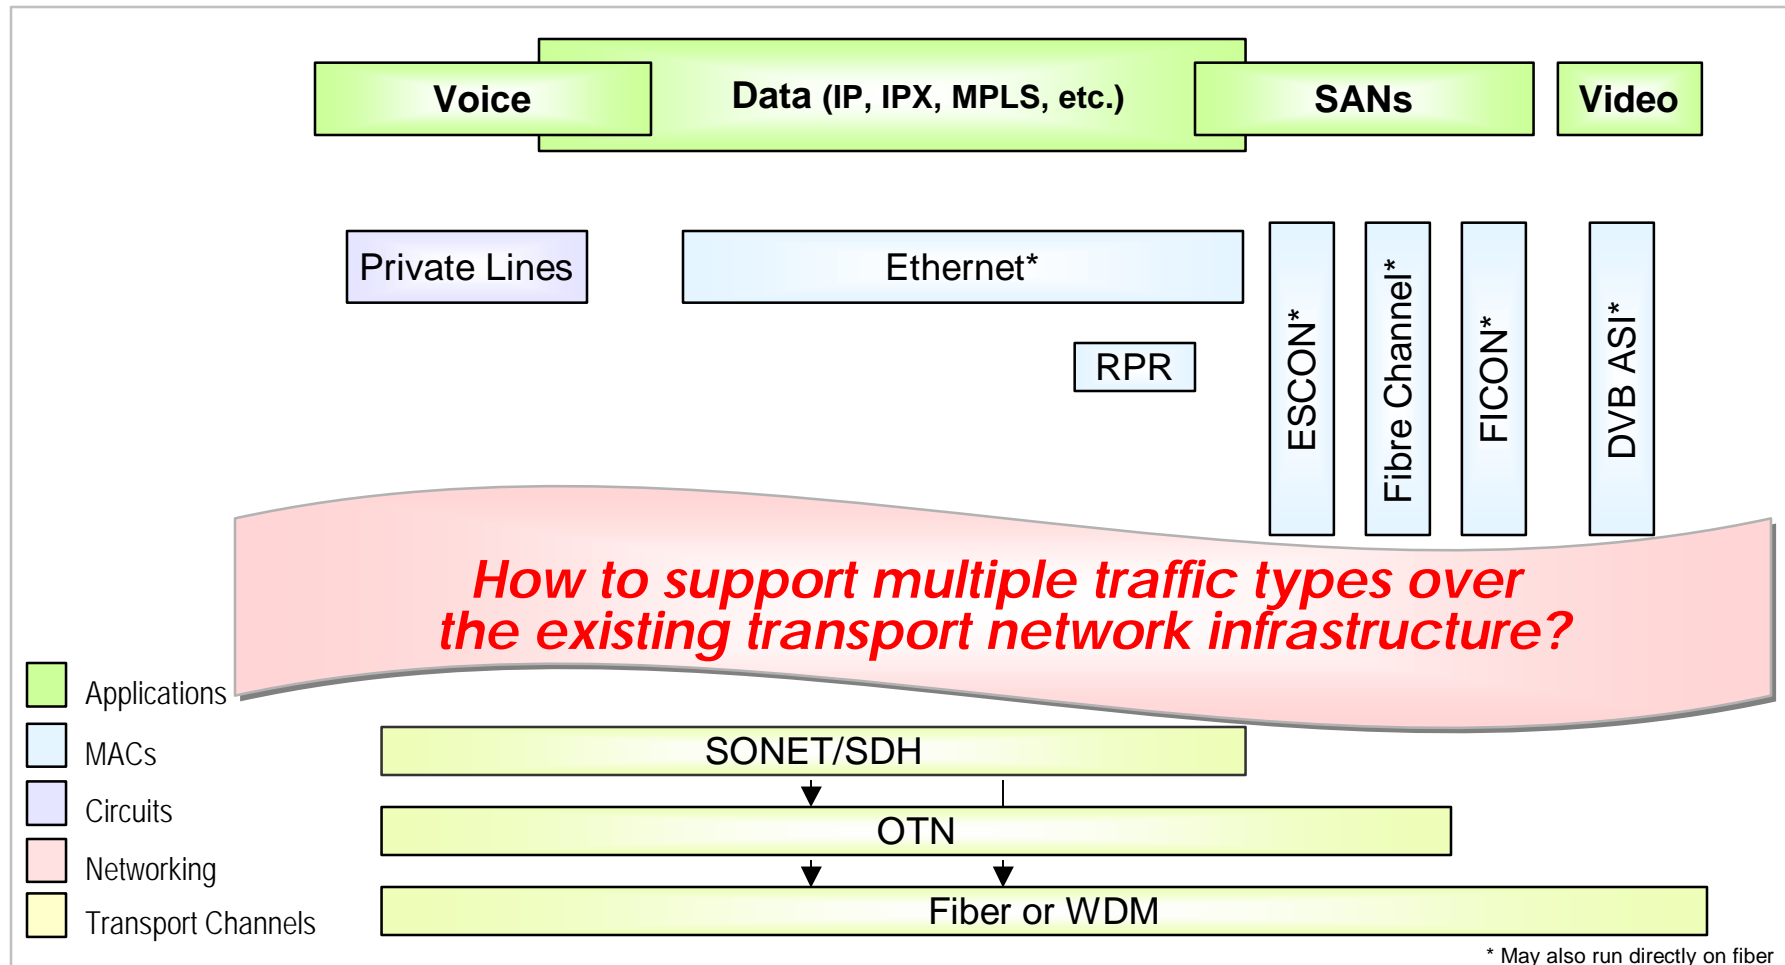 Voice
Data (IP, IPX, MPLS, etc.)
SANs
Video
Private Lines
Ethernet*
RPR
ESCON*
Fibre Channel*
FICON*
DVB ASI*
How to support multiple traffic types over
the existing transport network infrastructure?
Applications
MACs
Circuits
Networking
Transport Channels
SONET/SDH
OTN
Fiber or WDM
* May also run directly on fiber